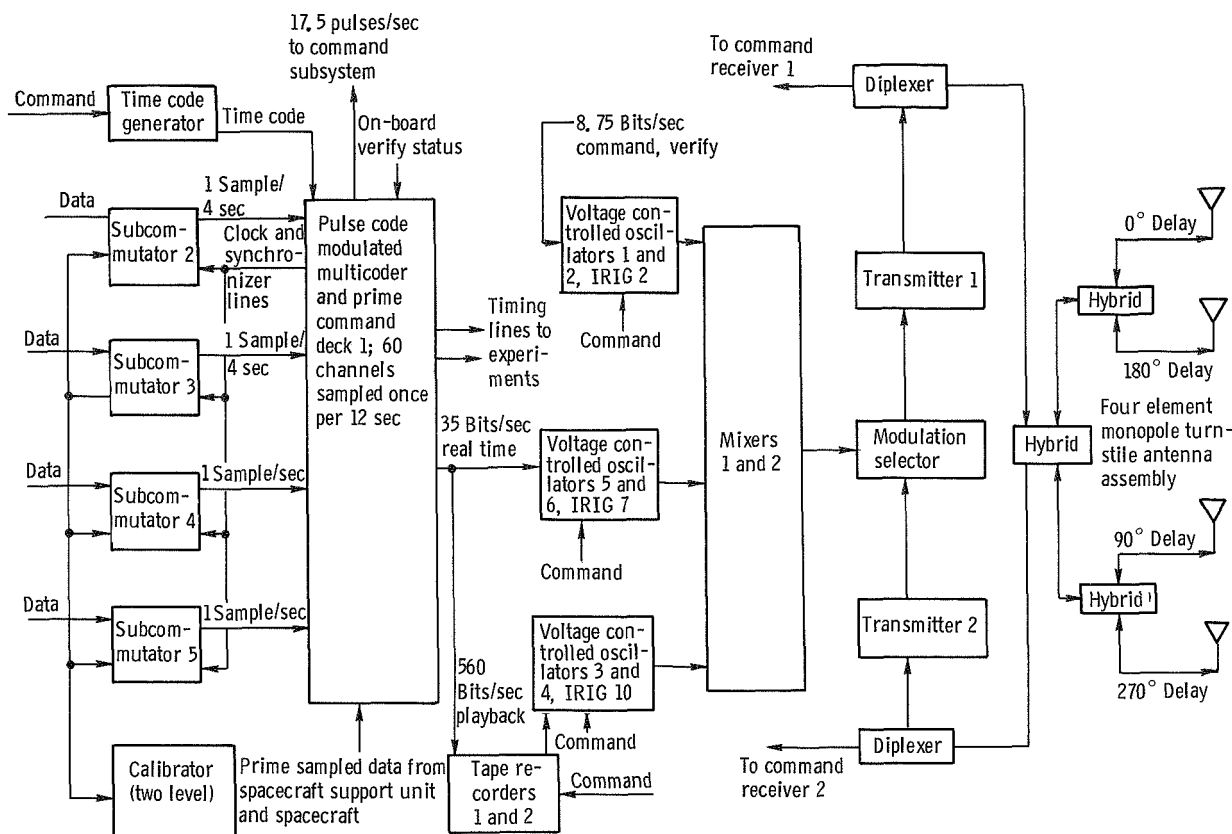 17.5 pulses/sec
to command
subsystem
Command
Time code
generator
Time code
On-board
verify status
8.75 Bits/sec
command, verify
To command
receiver 1
Diplexer
Data
1 Sample/
4 sec
Subcom-
mutator 2
Clock and
synchro-
nizer
lines
Data
1 Sample/
4 sec
Subcom-
mutator 3
Data
1 Sample/sec
Subcom-
mutator 4
Data
1 Sample/sec
Subcom-
mutator 5
Calibrator
(two level)
Pulse code
modulated
multicoder
and prime
command
deck 1; 60
channels
sampled once
per 12 sec
Prime sampled data from
spacecraft support unit
and spacecraft
Timing
lines to
experi-
ments
35 Bits/sec
real time
560
Bits/sec
playback
Voltage con-
trolled oscil-
lators 1 and
2, IRIG 2
Command
Voltage con-
trolled oscil-
lators 5 and
6, IRIG 7
Command
Voltage con-
trolled oscil-
lators 3 and
4, IRIG 10
Command
Tape re-
corders
1 and 2
Command
Mixers
1 and 2
Transmitter 1
Modulation
selector
Transmitter 2
Diplexer
To command
receiver 2
Hybrid
0° Delay
Hybrid
180° Delay
Four element
monopole turn-
stile antenna
assembly
90° Delay
Hybrid
270° Delay